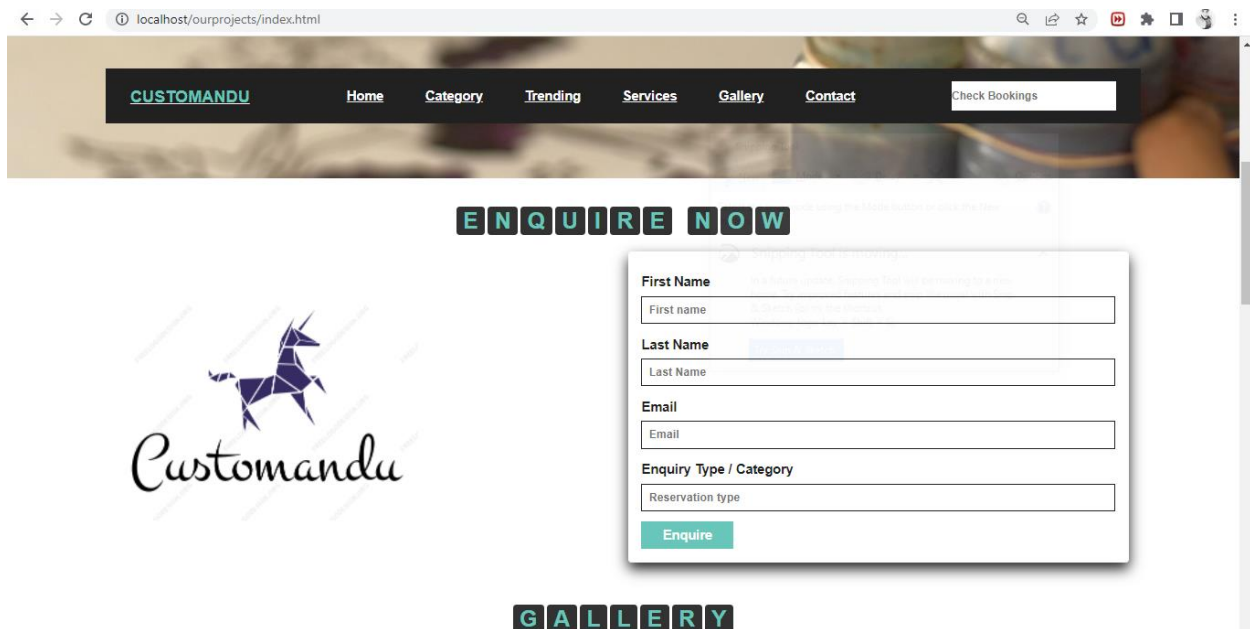 localhost/ourprojects/index.html
CUSTOMANDU Home Category Trending Services Gallery Contact Check Bookings
ENQUIRE NOW
First Name
First name
Last Name
Last Name
Email
Email
Enquiry Type / Category
Reservation type
Enquire
Customandu
GALLERY